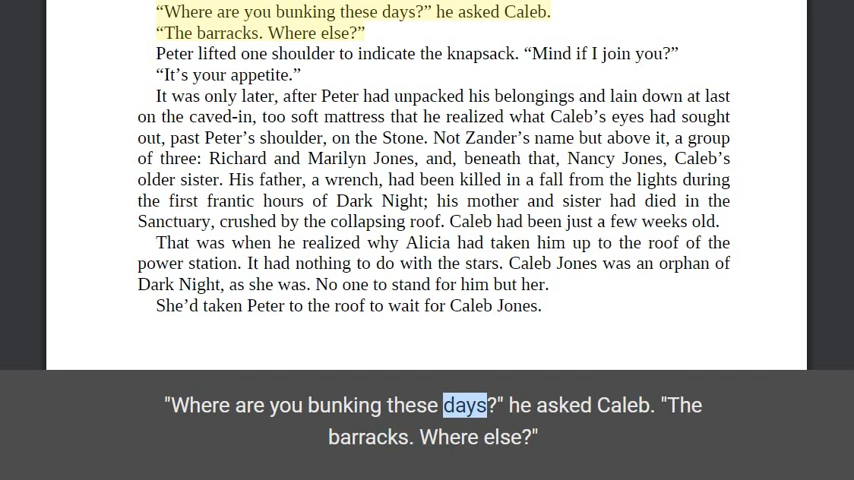 “Where are you bunking these days?” he asked Caleb.
“The barracks. Where else?”
Peter lifted one shoulder to indicate the knapsack. “Mind if I join you?”
“It’s your appetite.”
It was only later, after Peter had unpacked his belongings and lain down at last
on the caved-in, too soft mattress that he realized what Caleb’s eyes had sought
out, past Peter’s shoulder, on the Stone. Not Zander’s name but above it, a group
of three: Richard and Marilyn Jones, and, beneath that, Nancy Jones, Caleb’s
older sister. His father, a wrench, had been killed in a fall from the lights during
the first frantic hours of Dark Night; his mother and sister had died in the
Sanctuary, crushed by the collapsing roof. Caleb had been just a few weeks old.
That was when he realized why Alicia had taken him up to the roof of the
power station. It had nothing to do with the stars. Caleb Jones was an orphan of
Dark Night, as she was. No one to stand for him but her.
She’d taken Peter to the roof to wait for Caleb Jones.
"Where are you bunking these days?" he asked Caleb. "The
barracks. Where else?"